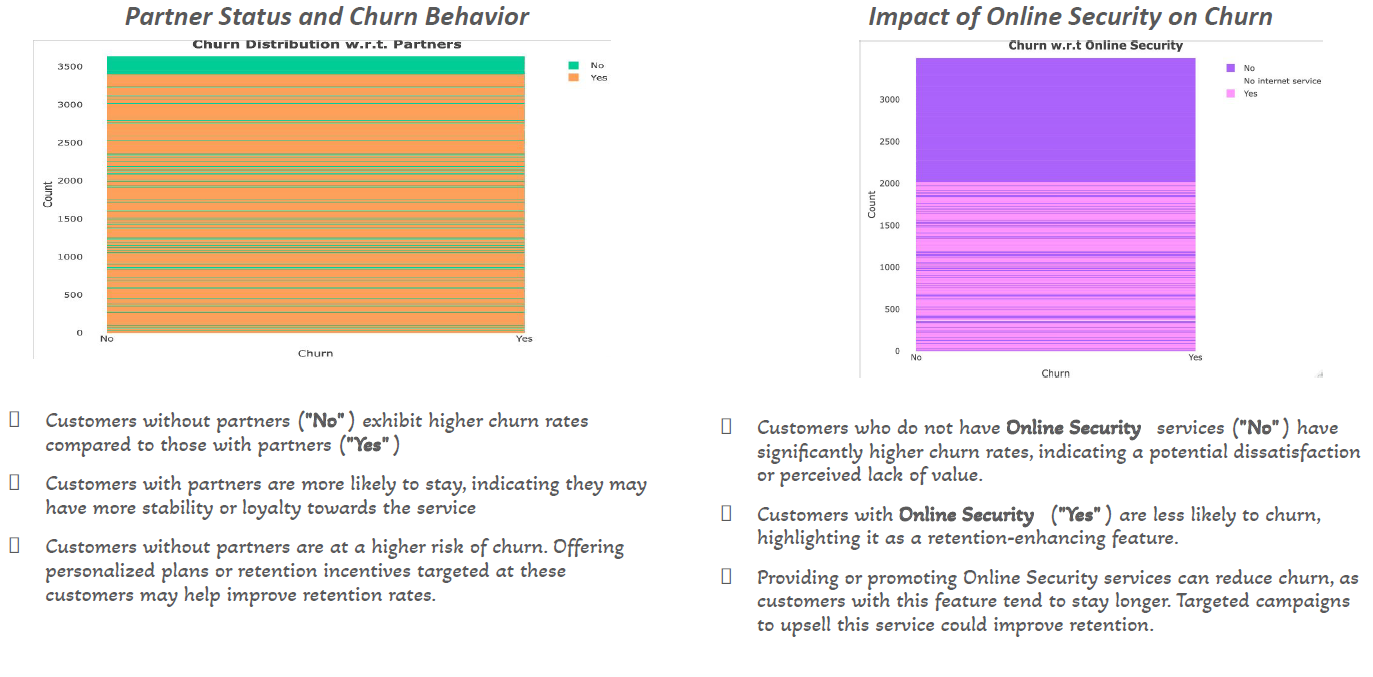 Partner Status and Churn Behavior
Churn Distribution w.r.t. Partners
3500
3000
2500
2000
1500
1000
500
0
Count
No
Yes
Churn
No
Yes
Customers without partners ("No") exhibit higher churn rates
compared to those with partners ("Yes")
Customers with partners are more likely to stay, indicating they may
have more stability or loyalty towards the service
Customers without partners are at a higher risk of churn. Offering
personalized plans or retention incentives targeted at these
customers may help improve retention rates.
Impact of Online Security on Churn
Churn w.r.t Online Security
3000
2500
2000
1500
1000
500
0
Count
No
Yes
Churn
No
No internet service
Yes
Customers who do not have Online Security services ("No") have
significantly higher churn rates, indicating a potential dissatisfaction
or perceived lack of value.
Customers with Online Security ("Yes") are less likely to churn,
highlighting it as a retention-enhancing feature.
Providing or promoting Online Security services can reduce churn, as
customers with this feature tend to stay longer. Targeted campaigns
to upsell this service could improve retention.